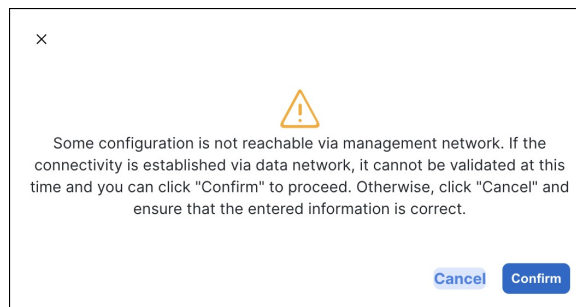 Some configuration is not reachable via management network. If the
connectivity is established via data network, it cannot be validated at this
time and you can click "Confirm" to proceed. Otherwise, click "Cancel" and
ensure that the entered information is correct.
Cancel Confirm